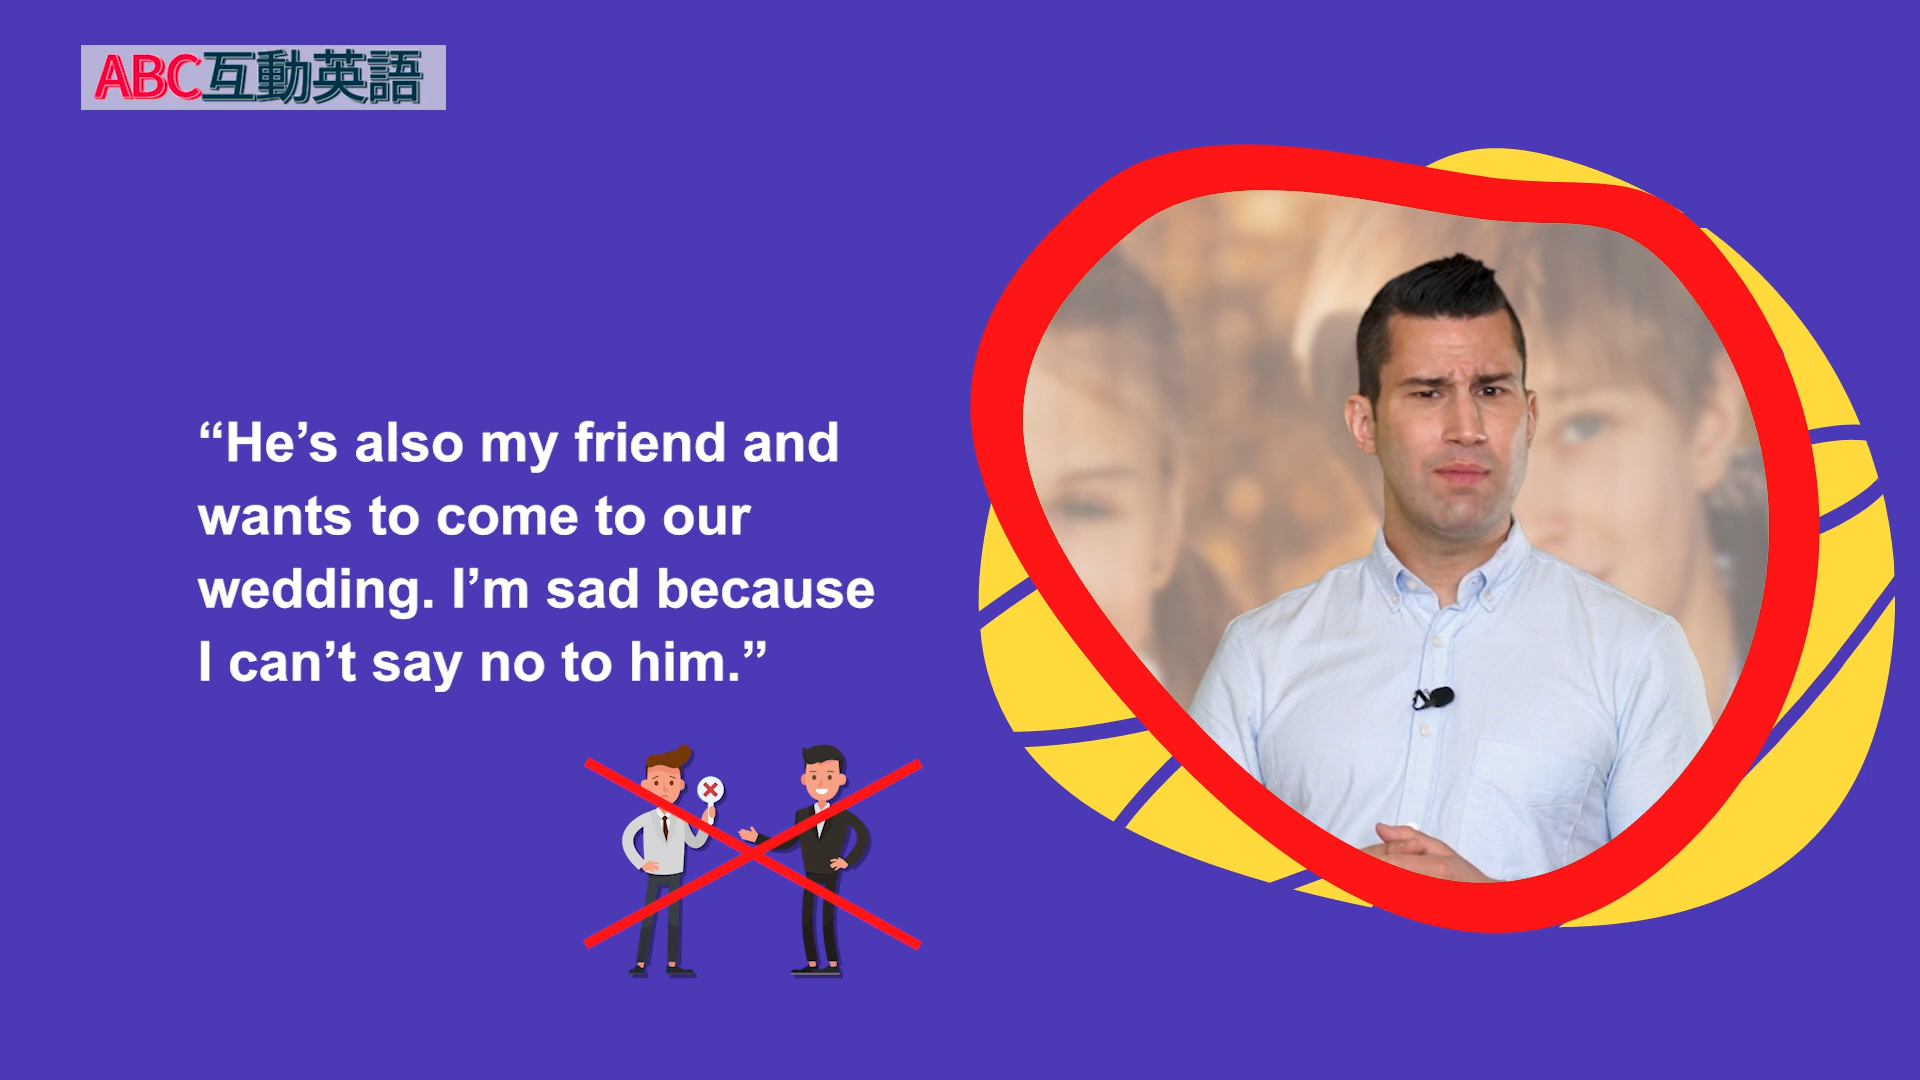 ABC互動英語
“He’s also my friend and
wants to come to our
wedding. I’m sad because
I can’t say no to him.”